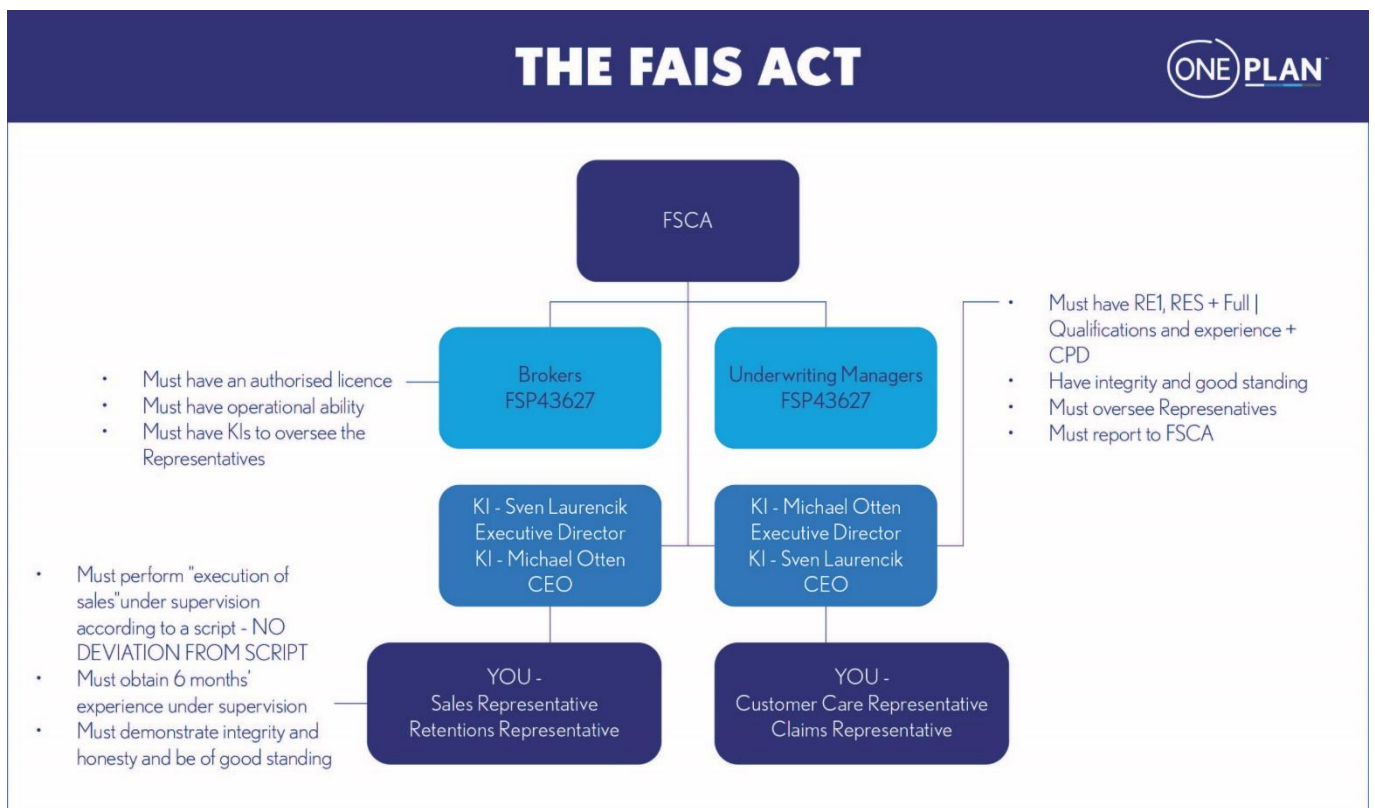 THE FAIS ACT
ONE PLAN
FSCA
Must have an authorised licence
Must have operational ability
Must have KIs to oversee the
Representatives
Brokers
FSP43627
Underwriting Managers
FSP43627
Must have RE1, RES + Full |
Qualifications and experience +
CPD
Have integrity and good standing
Must oversee Represenatives
Must report to FSCA
KI - Sven Laurencik
Executive Director
KI - Michael Otten
CEO
KI - Michael Otten
Executive Director
KI - Sven Laurencik
CEO
Must perform "execution of
sales"under supervision
according to a script - NO
DEVIATION FROM SCRIPT
Must obtain 6 months'
experience under supervision
Must demonstrate integrity and
honesty and be of good standing
YOU -
Sales Representative
Retentions Representative
YOU -
Customer Care Representative
Claims Representative